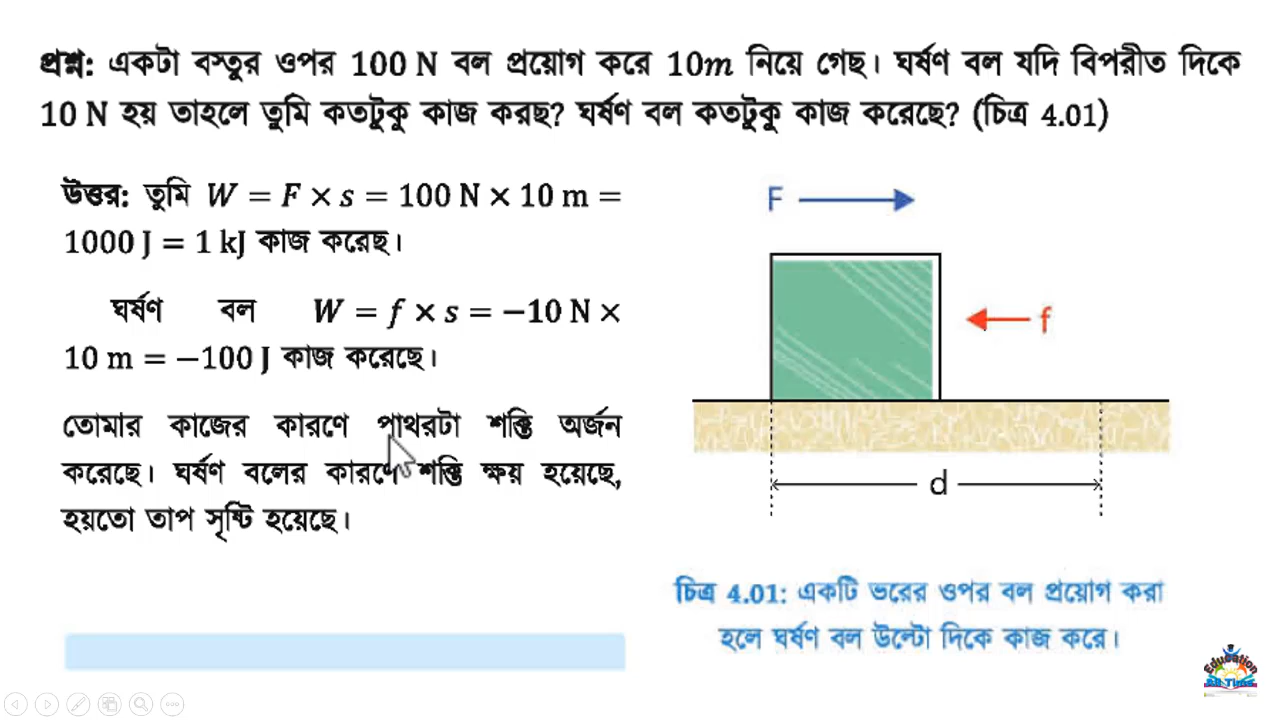 প্রশ্ন: একটা বস্তুর ওপর 100 N বল প্রয়োগ করে 10m নিয়ে গেছ। ঘর্ষণ বল যদি বিপরীত দিকে
10 N হয় তাহলে তুমি কতটুকু কাজ করছ? ঘর্ষণ বল কতটুকু কাজ করেছে? (চিত্র 4.01)
উত্তর: তুমি W = F × s = 100 N × 10 m =
1000 J = 1 kJ কাজ করেছ।
ঘর্ষণ বল W = f × s = −10 N ×
10 m = −100 J কাজ করেছে।
তোমার কাজের কারণে পাথরটা শক্তি অর্জন
করেছে। ঘর্ষণ বলের কারণে শক্তি ক্ষয় হয়েছে,
হয়তো তাপ সৃষ্টি হয়েছে।
F
f
d
চিত্র 4.01: একটি ভরের ওপর বল প্রয়োগ করা
হলে ঘর্ষণ বল উল্টো দিকে কাজ করে।
Education
All Time